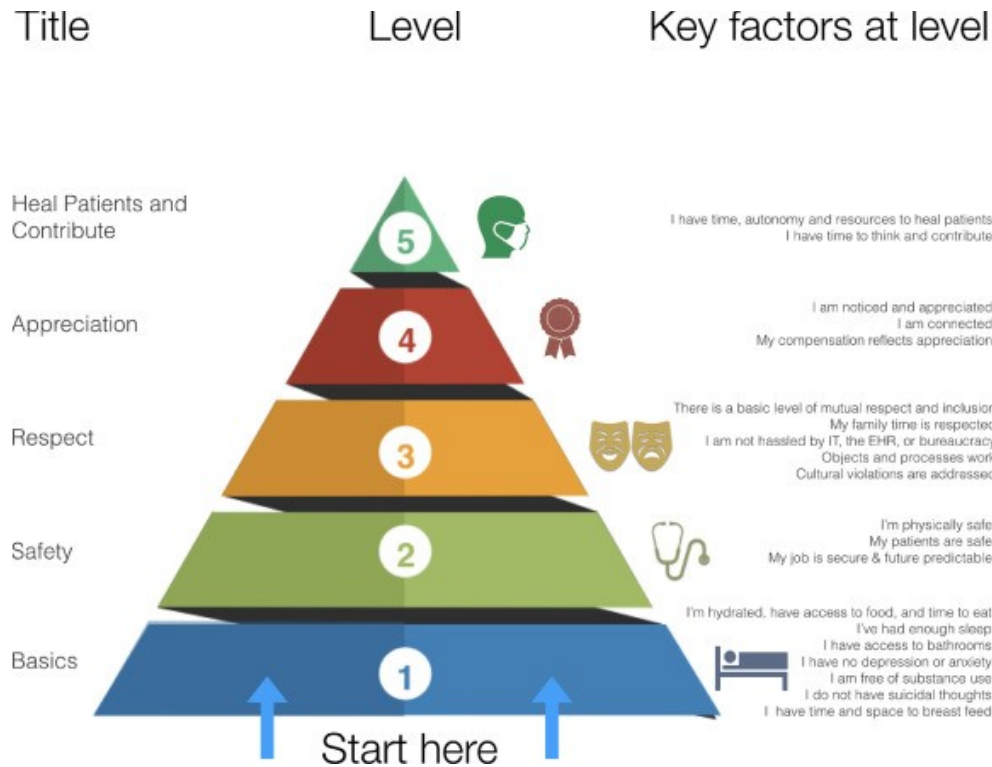 Title Level Key factors at level
Heal Patients and
Contribute
5
I have time, autonomy and resources to heal patients
I have time to think and contribute
Appreciation
4
I am noticed and appreciated
I am connected
My compensation reflects appreciation
Respect
3
There is a basic level of mutual respect and inclusion
My family time is respected
I am not hassled by IT, the EHR, or bureaucracy
Objects and processes work
Cultural violations are addressed
Safety
2
I'm physically safe
My patients are safe
My job is secure & future predictable
Basics
1
I'm hydrated, have access to food, and time to eat
I've had enough sleep
I have access to bathrooms
I have no depression or anxiety
I am free of substance use
I do not have suicidal thoughts
I have time and space to breast feed
Start here